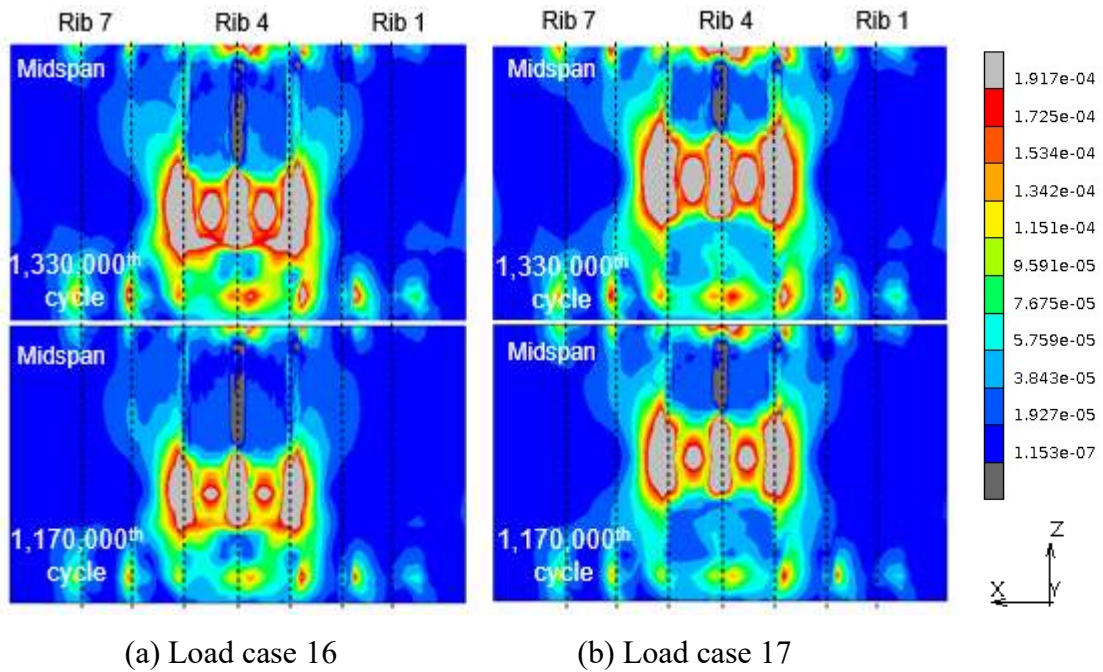 Rib 7 Rib 4 Rib 1 Rib 7 Rib 4 Rib 1
Midspan
1,330,000th
cycle
Midspan
1,170,000th
cycle
Midspan
1,330,000th
cycle
Midspan
1,170,000th
cycle
1.917e-04
1.725e-04
1.534e-04
1.342e-04
1.151e-04
9.591e-05
7.675e-05
5.759e-05
3.843e-05
1.927e-05
1.153e-07
Z
X Y
(a) Load case 16 (b) Load case 17